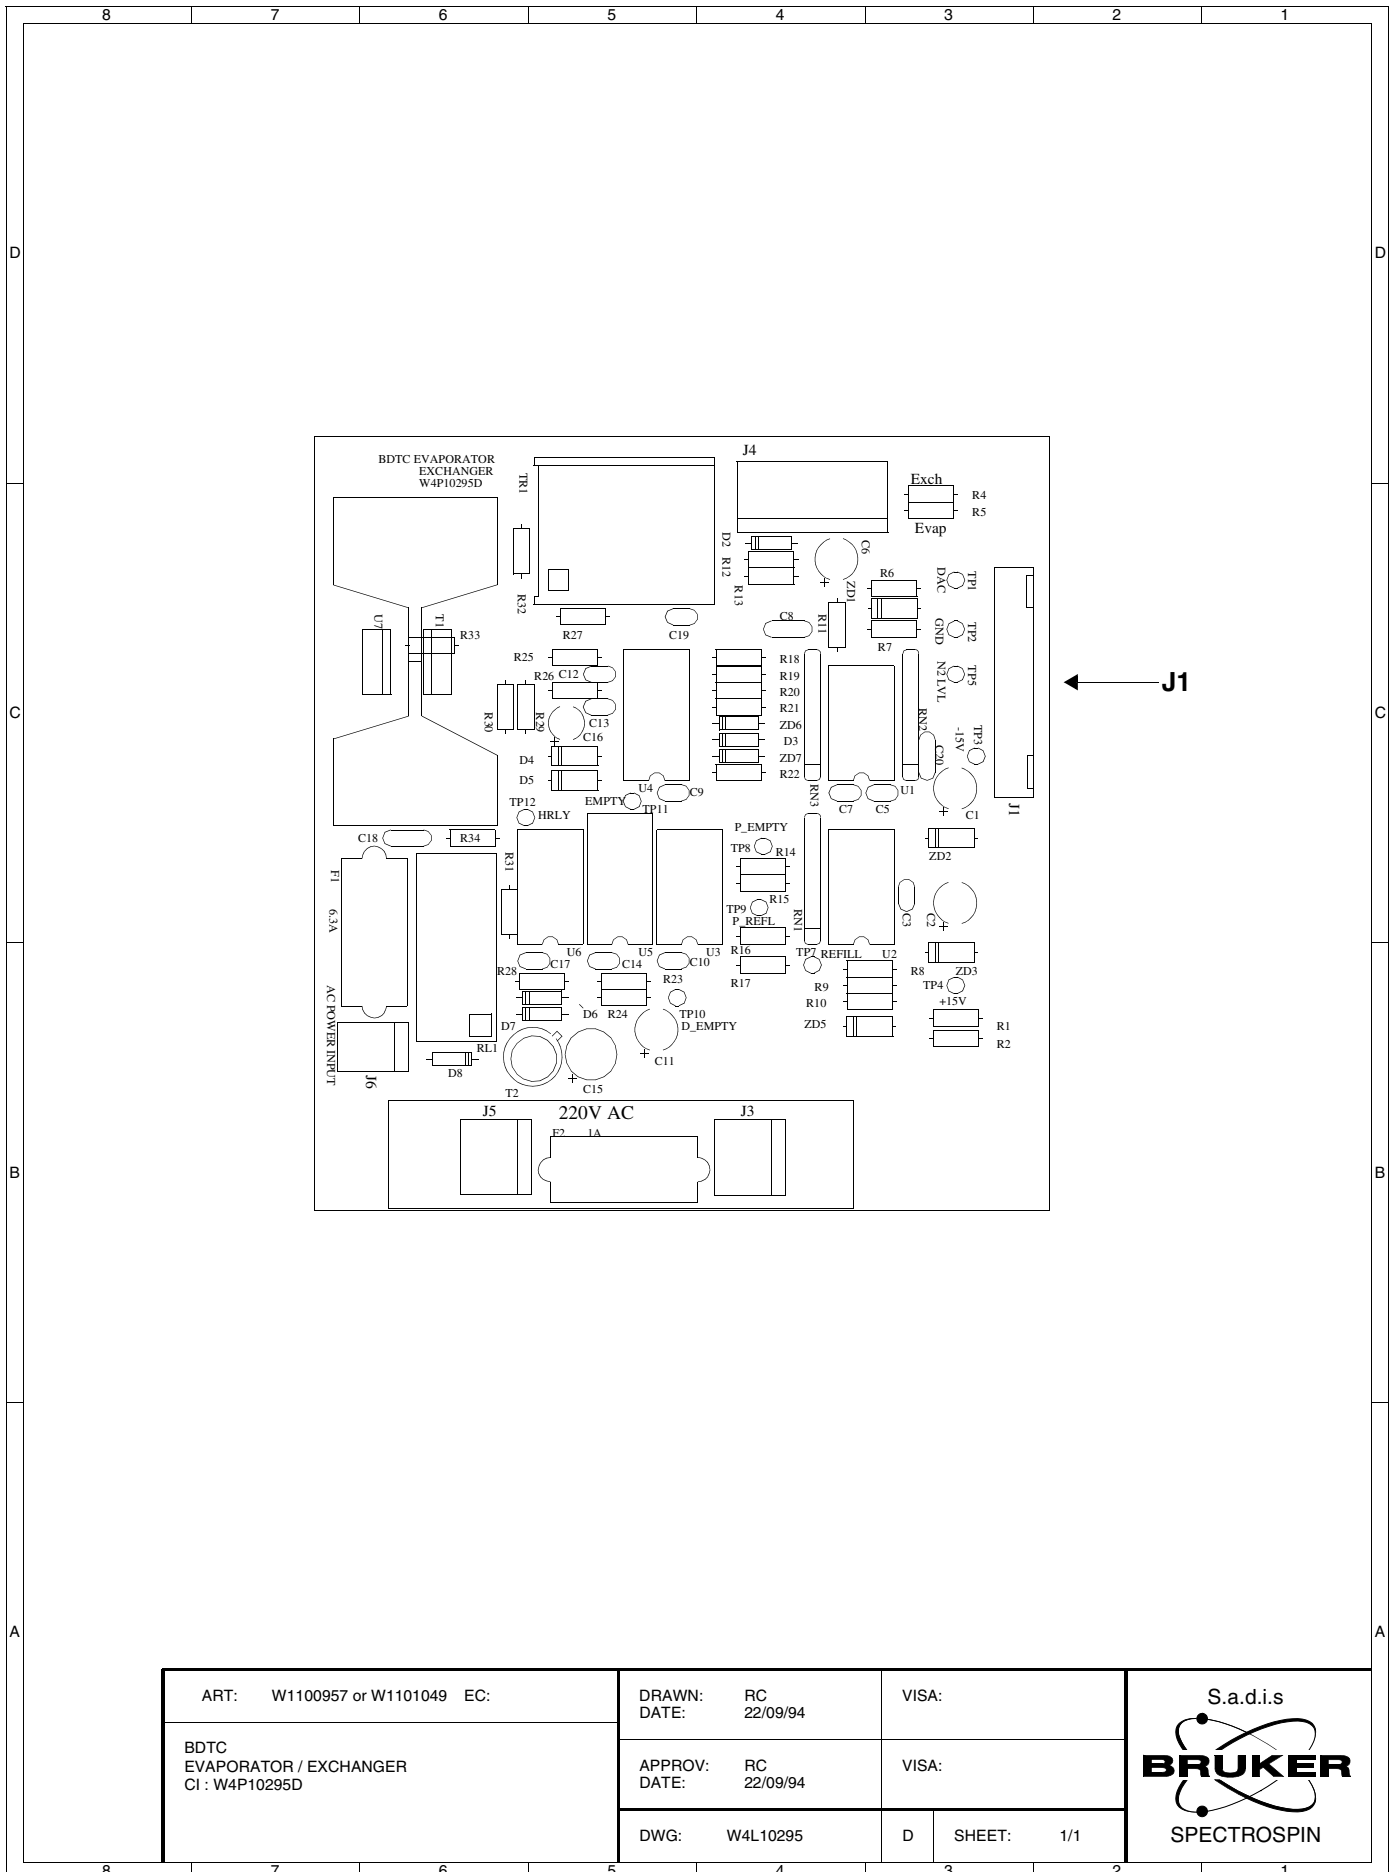 8 7 6 5 4 3 2 1
D D
BDTC EVAPORATOR
EXCHANGER
W4P10295D
TR1
J4
Exch
R4
R5
Evap
D2
R12
R13
C6
ZD1
R6
DAC
TP1
R32
R27
C19
C8
R11
R7
GND
TP2
U7
T1
R33
R25
R26
C12
R18
R19
R20
R21
ZD6
D3
ZD7
R22
N2 LVL
TP5
J1
C C
R30
R29
C13
C16
D4
D5
RN2
C20
-15V
TP3
U4
C9
RN3
C7
C5
U1
C1
J1
TP12
HRLY
EMPTY
TP11
P_EMPTY
TP8
R14
ZD2
C18
R34
R31
F1
6.3A
R15
TP9
P_REFL
RN1
C3
C2
U6
U5
U3
R16
TP7
REFILL
U2
R28
C17
C14
C10
R23
R17
R9
R8
ZD3
TP4
+15V
AC POWER INPUT
D6
R24
TP10
D_EMPTY
R10
ZD5
R1
R2
D7
RL1
C11
J6
D8
T2
C15
J5
220V AC
J3
F2 1A
B B
A A
ART: W1100957 or W1101049 EC:
BDTC
EVAPORATOR / EXCHANGER
CI : W4P10295D
DRAWN: RC
DATE: 22/09/94
VISA:
APPROV: RC
DATE: 22/09/94
VISA:
DWG: W4L10295
D
SHEET: 1/1
S.a.d.i.s
BRUKER
SPECTROSPIN
8 7 6 5 4 3 2 1